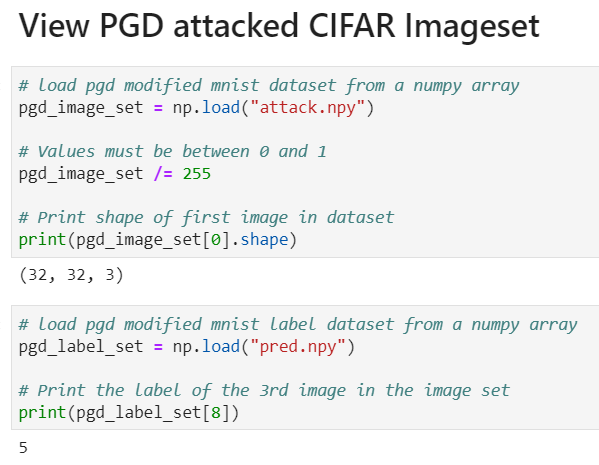 View PGD attacked CIFAR Imageset
# load pgd modified mnist dataset from a numpy array
pgd_image_set = np.load("attack.npy")
# Values must be between 0 and 1
pgd_image_set /= 255
# Print shape of first image in dataset
print(pgd_image_set[0].shape)
(32, 32, 3)
# load pgd modified mnist label dataset from a numpy array
pgd_label_set = np.load("pred.npy")
# Print the label of the 3rd image in the image set
print(pgd_label_set[8])
5